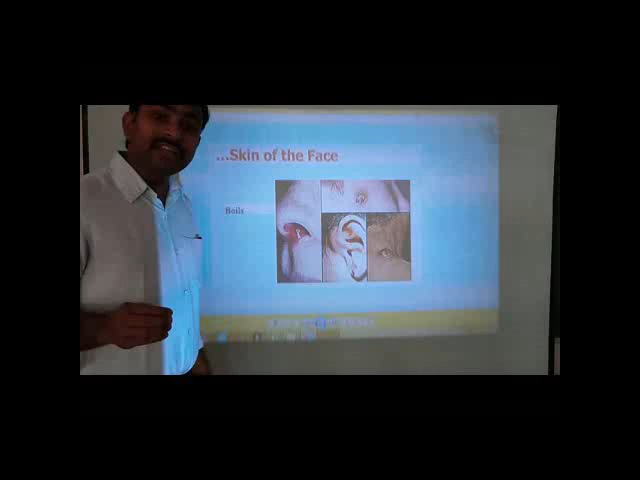 ...Skin of the Face
Boils